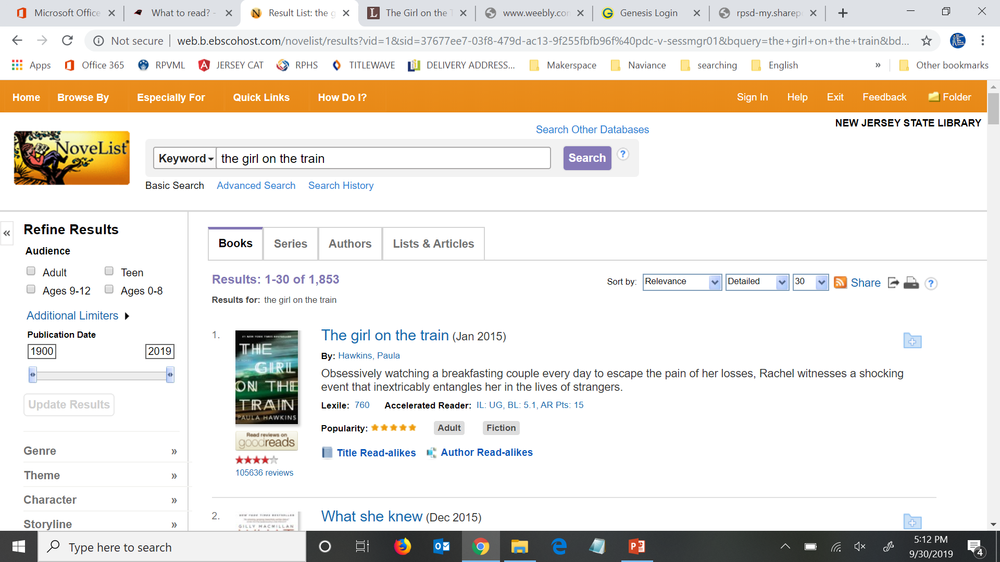 Microsoft Office
What to read? -
Result List: the g
The Girl on the T
www.weebly.con
Genesis Login
rpsd-my.sharep
Not secure | web.b.ebscohost.com/novelist/results?vid=1&sid=37677ee7-03f8-479d-ac13-9f255fbfb96f%40pdc-v-sessmgr01&bquery=the+girl+on+the+train&bd...
Apps Office 365 RPVML JERSEY CAT RPHS TITLEWAVE DELIVERY ADDRESS... Makerspace Naviance searching English » Other bookmarks
Home Browse By Especially For Quick Links How Do I? Sign In Help Exit Feedback Folder
NEW JERSEY STATE LIBRARY
Search Other Databases
NoveList®
Keyword the girl on the train Search ?
Basic Search Advanced Search Search History
«
Refine Results
Audience
Adult Teen
Ages 9-12 Ages 0-8
Additional Limiters
Publication Date
1900 2019
Update Results
Genre »
Theme »
Character »
Storyline »
Books Series Authors Lists & Articles
Results: 1-30 of 1,853
Sort by: Relevance Detailed 30 Share ?
Results for: the girl on the train
1.
#1 NEW YORK TIMES BESTSELLER
THE
GIRL
ON THE
TRAIN
PAULA HAWKINS
Read reviews on
goodreads
105636 reviews
The girl on the train (Jan 2015)
By: Hawkins, Paula
Obsessively watching a breakfasting couple every day to escape the pain of her losses, Rachel witnesses a shocking
event that inextricably entangles her in the lives of strangers.
Lexile: 760 Accelerated Reader: IL: UG, BL: 5.1, AR Pts: 15
Popularity: Adult Fiction
Title Read-alikes Author Read-alikes
2.
NEW YORK TIMES BESTSELLER
GILLY MACMILLAN
What she knew (Dec 2015)
Type here to search
5:12 PM
9/30/2019
4